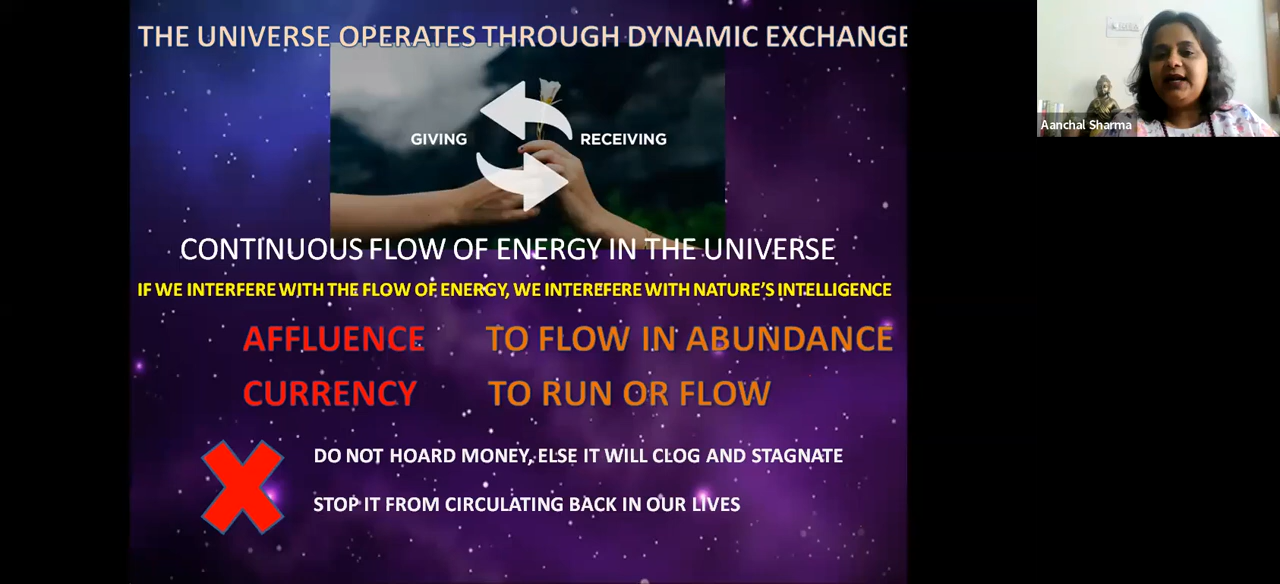 THE UNIVERSE OPERATES THROUGH DYNAMIC EXCHANGE
GIVING RECEIVING
CONTINUOUS FLOW OF ENERGY IN THE UNIVERSE
IF WE INTERFERE WITH THE FLOW OF ENERGY, WE INTEREFERE WITH NATURE'S INTELLIGENCE
AFFLUENCE TO FLOW IN ABUNDANCE
CURRENCY TO RUN OR FLOW
DO NOT HOARD MONEY, ELSE IT WILL CLOG AND STAGNATE
STOP IT FROM CIRCULATING BACK IN OUR LIVES
Aanchal Sharma